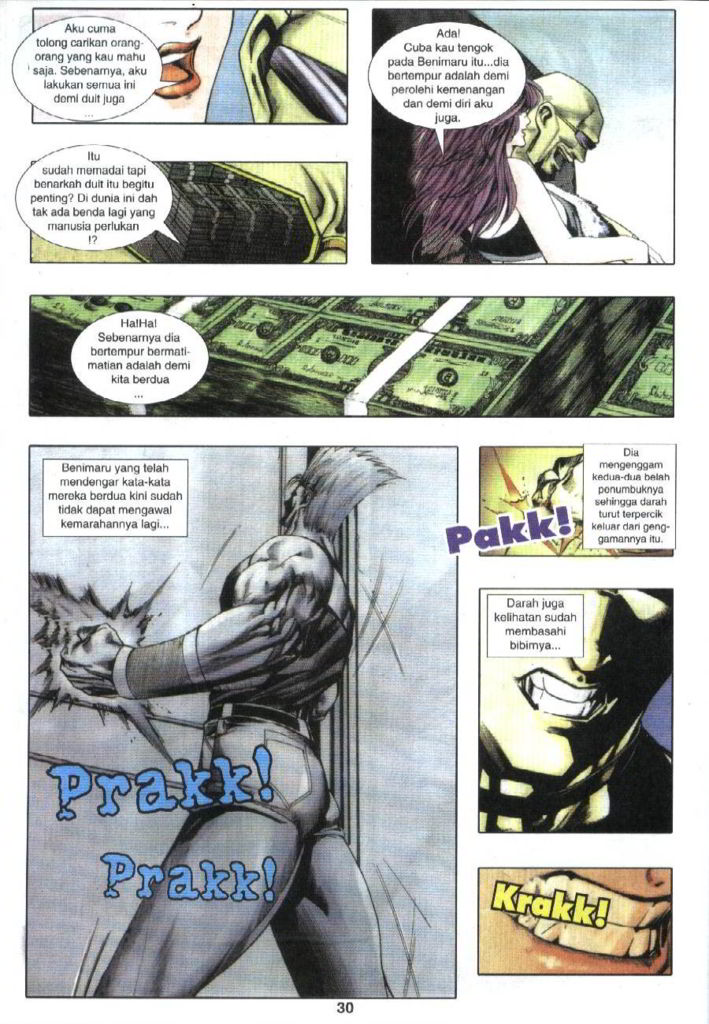 Aku cuma
tolong carikan orang-
orang yang kau mahu
saja. Sebenarnya, aku
lakukan semua ini
demi duit juga
...
Itu
sudah memadai tapi
benarkah duit itu begitu
penting? Di dunia ini dah
tak ada benda lagi yang
manusia perlukan
!?
Ada!
Cuba kau tengok
pada Benimaru itu...dia
bertempur adalah demi
perolehi kemenangan
dan demi diri aku
juga.
Ha!Ha!
Sebenarnya dia
bertempur bermati-
matian adalah demi
kita berdua
...
Benimaru yang telah
mendengar kata-kata
mereka berdua kini sudah
tidak dapat mengawal
kemarahannya lagi...
Prakk!
Prakk!
Dia
mengenggam
kedua-dua belah
penumbuknya
sehingga darah
turut terpercik
keluar dari geng-
gamannya itu.
Pakk!
Darah juga
kelihatan sudah
membasahi
bibirnya...
Krakk!
30